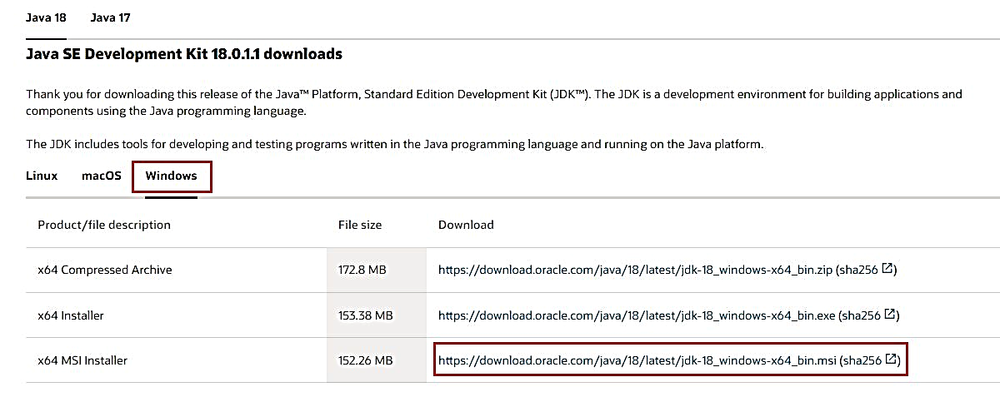 Java 18 Java 17
Java SE Development Kit 18.0.1.1 downloads
Thank you for downloading this release of the Java™ Platform, Standard Edition Development Kit (JDK™). The JDK is a development environment for building applications and
components using the Java programming language.
The JDK includes tools for developing and testing programs written in the Java programming language and running on the Java platform.
Linux macOS Windows
Product/file description File size Download
x64 Compressed Archive 172.8 MB https://download.oracle.com/java/18/latest/jdk-18_windows-x64_bin.zip (sha256)
x64 Installer 153.38 MB https://download.oracle.com/java/18/latest/jdk-18_windows-x64_bin.exe (sha256)
x64 MSI Installer 152.26 MB https://download.oracle.com/java/18/latest/jdk-18_windows-x64_bin.msi (sha256)